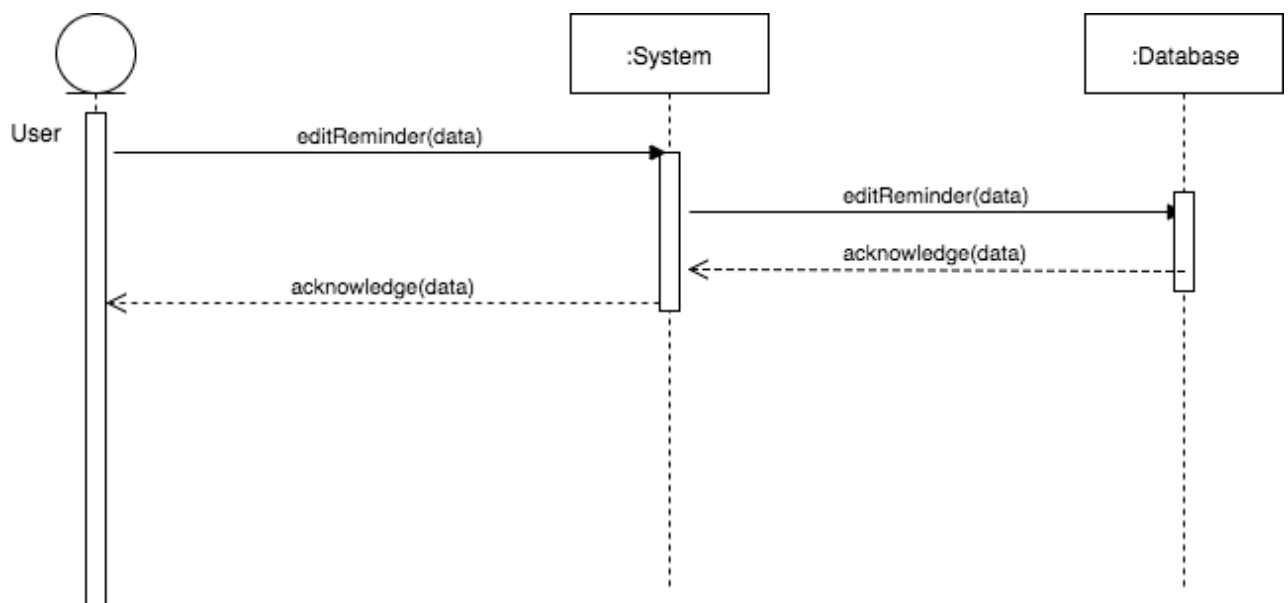 :System
:Database
User
editReminder(data)
editReminder(data)
acknowledge(data)
acknowledge(data)